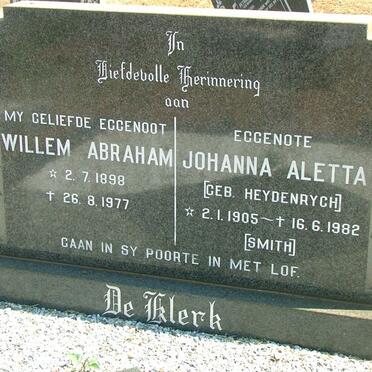 In
Liefdevolle Herinnering
aan
MY GELIEFDE EGGENOOT
WILLEM ABRAHAM
☆ 2.7.1898
† 26.8.1977
EGGENOTE
JOHANNA ALETTA
[GEB. HEYDENRYCH]
☆ 2.1.1905 – † 16.6.1982
[SMITH]
GAAN IN SY POORTE IN MET LOF.
De Klerk